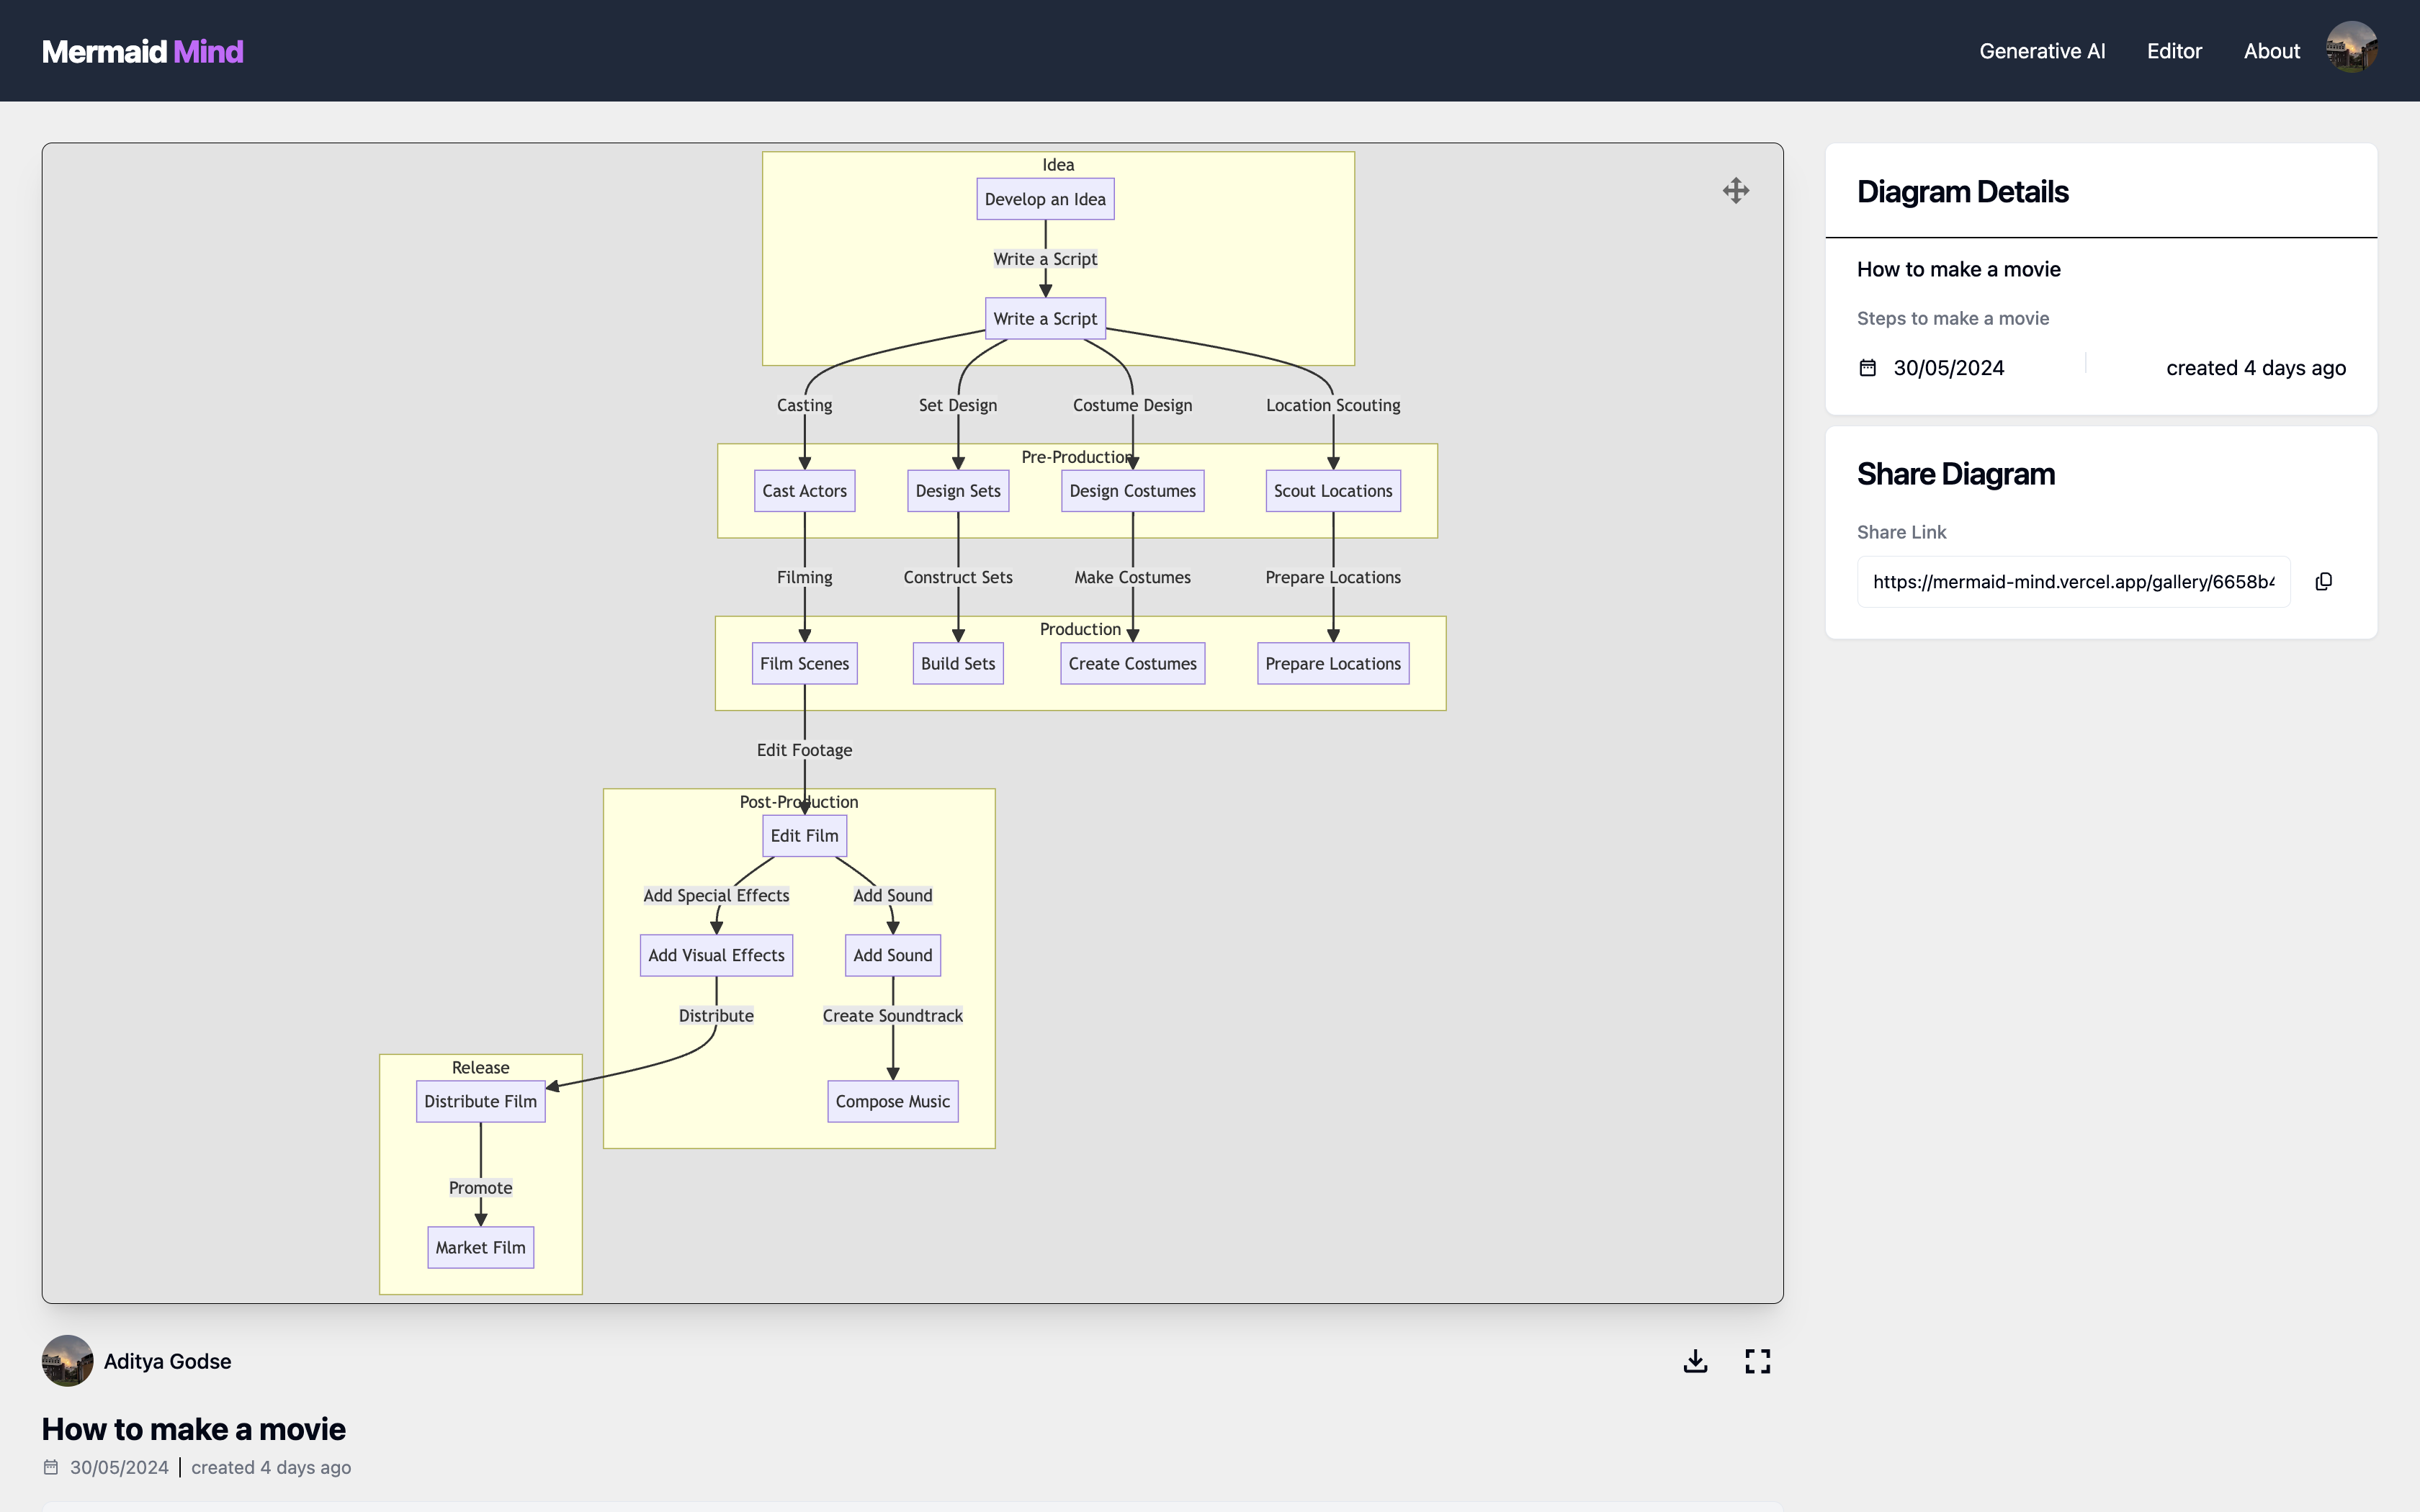 Mermaid Mind
Generative AI Editor About
Idea
Develop an Idea
Write a Script
Write a Script
Casting Set Design Costume Design Location Scouting
Pre-Production
Cast Actors Design Sets Design Costumes Scout Locations
Filming Construct Sets Make Costumes Prepare Locations
Production
Film Scenes Build Sets Create Costumes Prepare Locations
Edit Footage
Post-Production
Edit Film
Add Special Effects Add Sound
Add Visual Effects Add Sound
Distribute Create Soundtrack
Release
Distribute Film Compose Music
Promote
Market Film
Diagram Details
How to make a movie
Steps to make a movie
30/05/2024 created 4 days ago
Share Diagram
Share Link
https://mermaid-mind.vercel.app/gallery/6658b4
Aditya Godse
How to make a movie
30/05/2024 | created 4 days ago